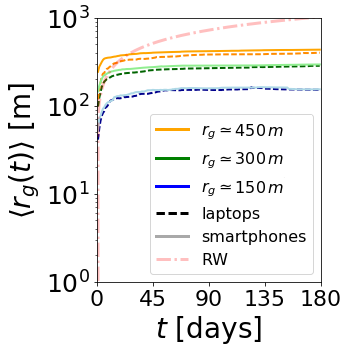 10³
10²
10¹
10⁰
⟨r_g(t)⟩ [m]
r_g ≃ 450 m
r_g ≃ 300 m
r_g ≃ 150 m
laptops
smartphones
RW
0 45 90 135 180
t [days]